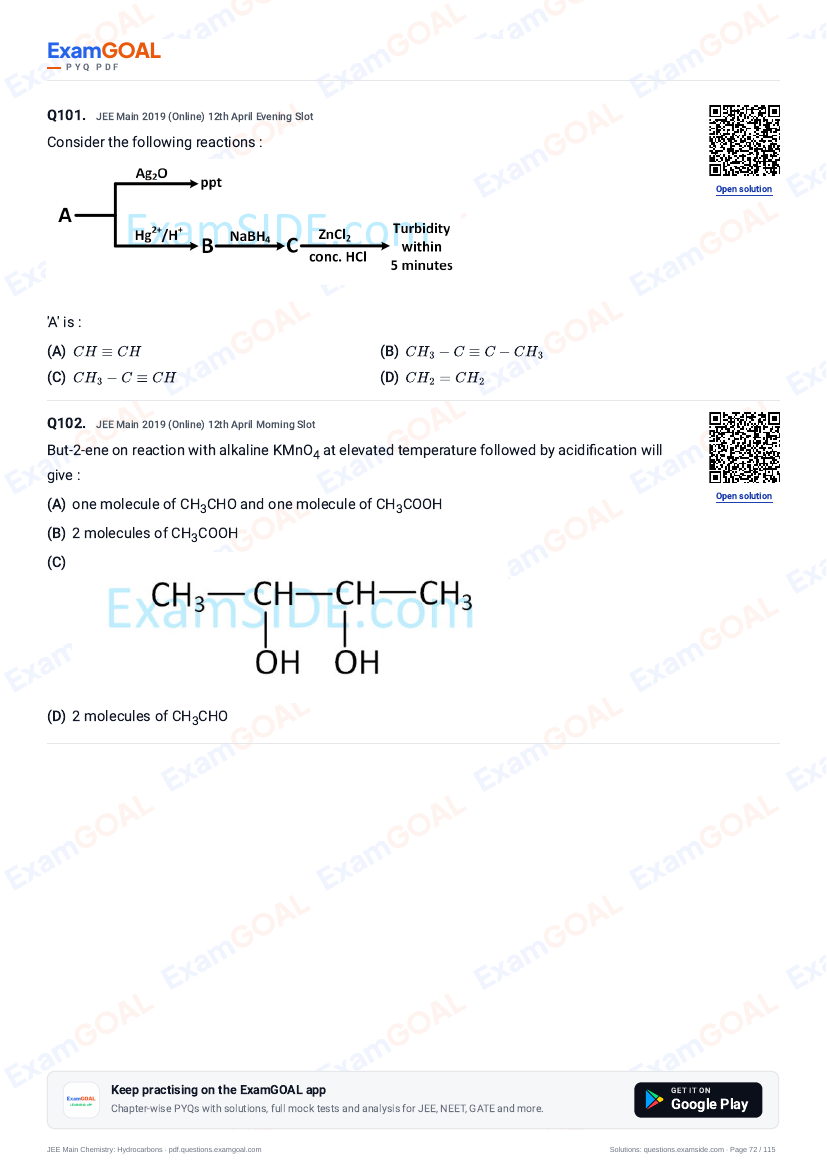 ExamGOAL
PYQ PDF
Q101. JEE Main 2019 (Online) 12th April Evening Slot
Consider the following reactions :
Open solution
ExamSIDE.com
A
Ag₂O
ppt
Hg²⁺/H⁺
B
NaBH₄
C
ZnCl₂
conc. HCl
Turbidity
within
5 minutes
'A' is :
(A) CH ≡ CH (B) CH₃ − C ≡ C − CH₃
(C) CH₃ − C ≡ CH (D) CH₂ = CH₂
Q102. JEE Main 2019 (Online) 12th April Morning Slot
But-2-ene on reaction with alkaline KMnO₄ at elevated temperature followed by acidification will
give :
Open solution
(A) one molecule of CH₃CHO and one molecule of CH₃COOH
(B) 2 molecules of CH₃COOH
(C)
ExamSIDE.com
CH₃—CH—CH—CH₃
OH OH
(D) 2 molecules of CH₃CHO
ExamGOAL
Keep practising on the ExamGOAL app
Chapter-wise PYQs with solutions, full mock tests and analysis for JEE, NEET, GATE and more.
GET IT ON
Google Play
JEE Main Chemistry: Hydrocarbons · pdf.questions.examgoal.com
Solutions: questions.examside.com · Page 72 / 115